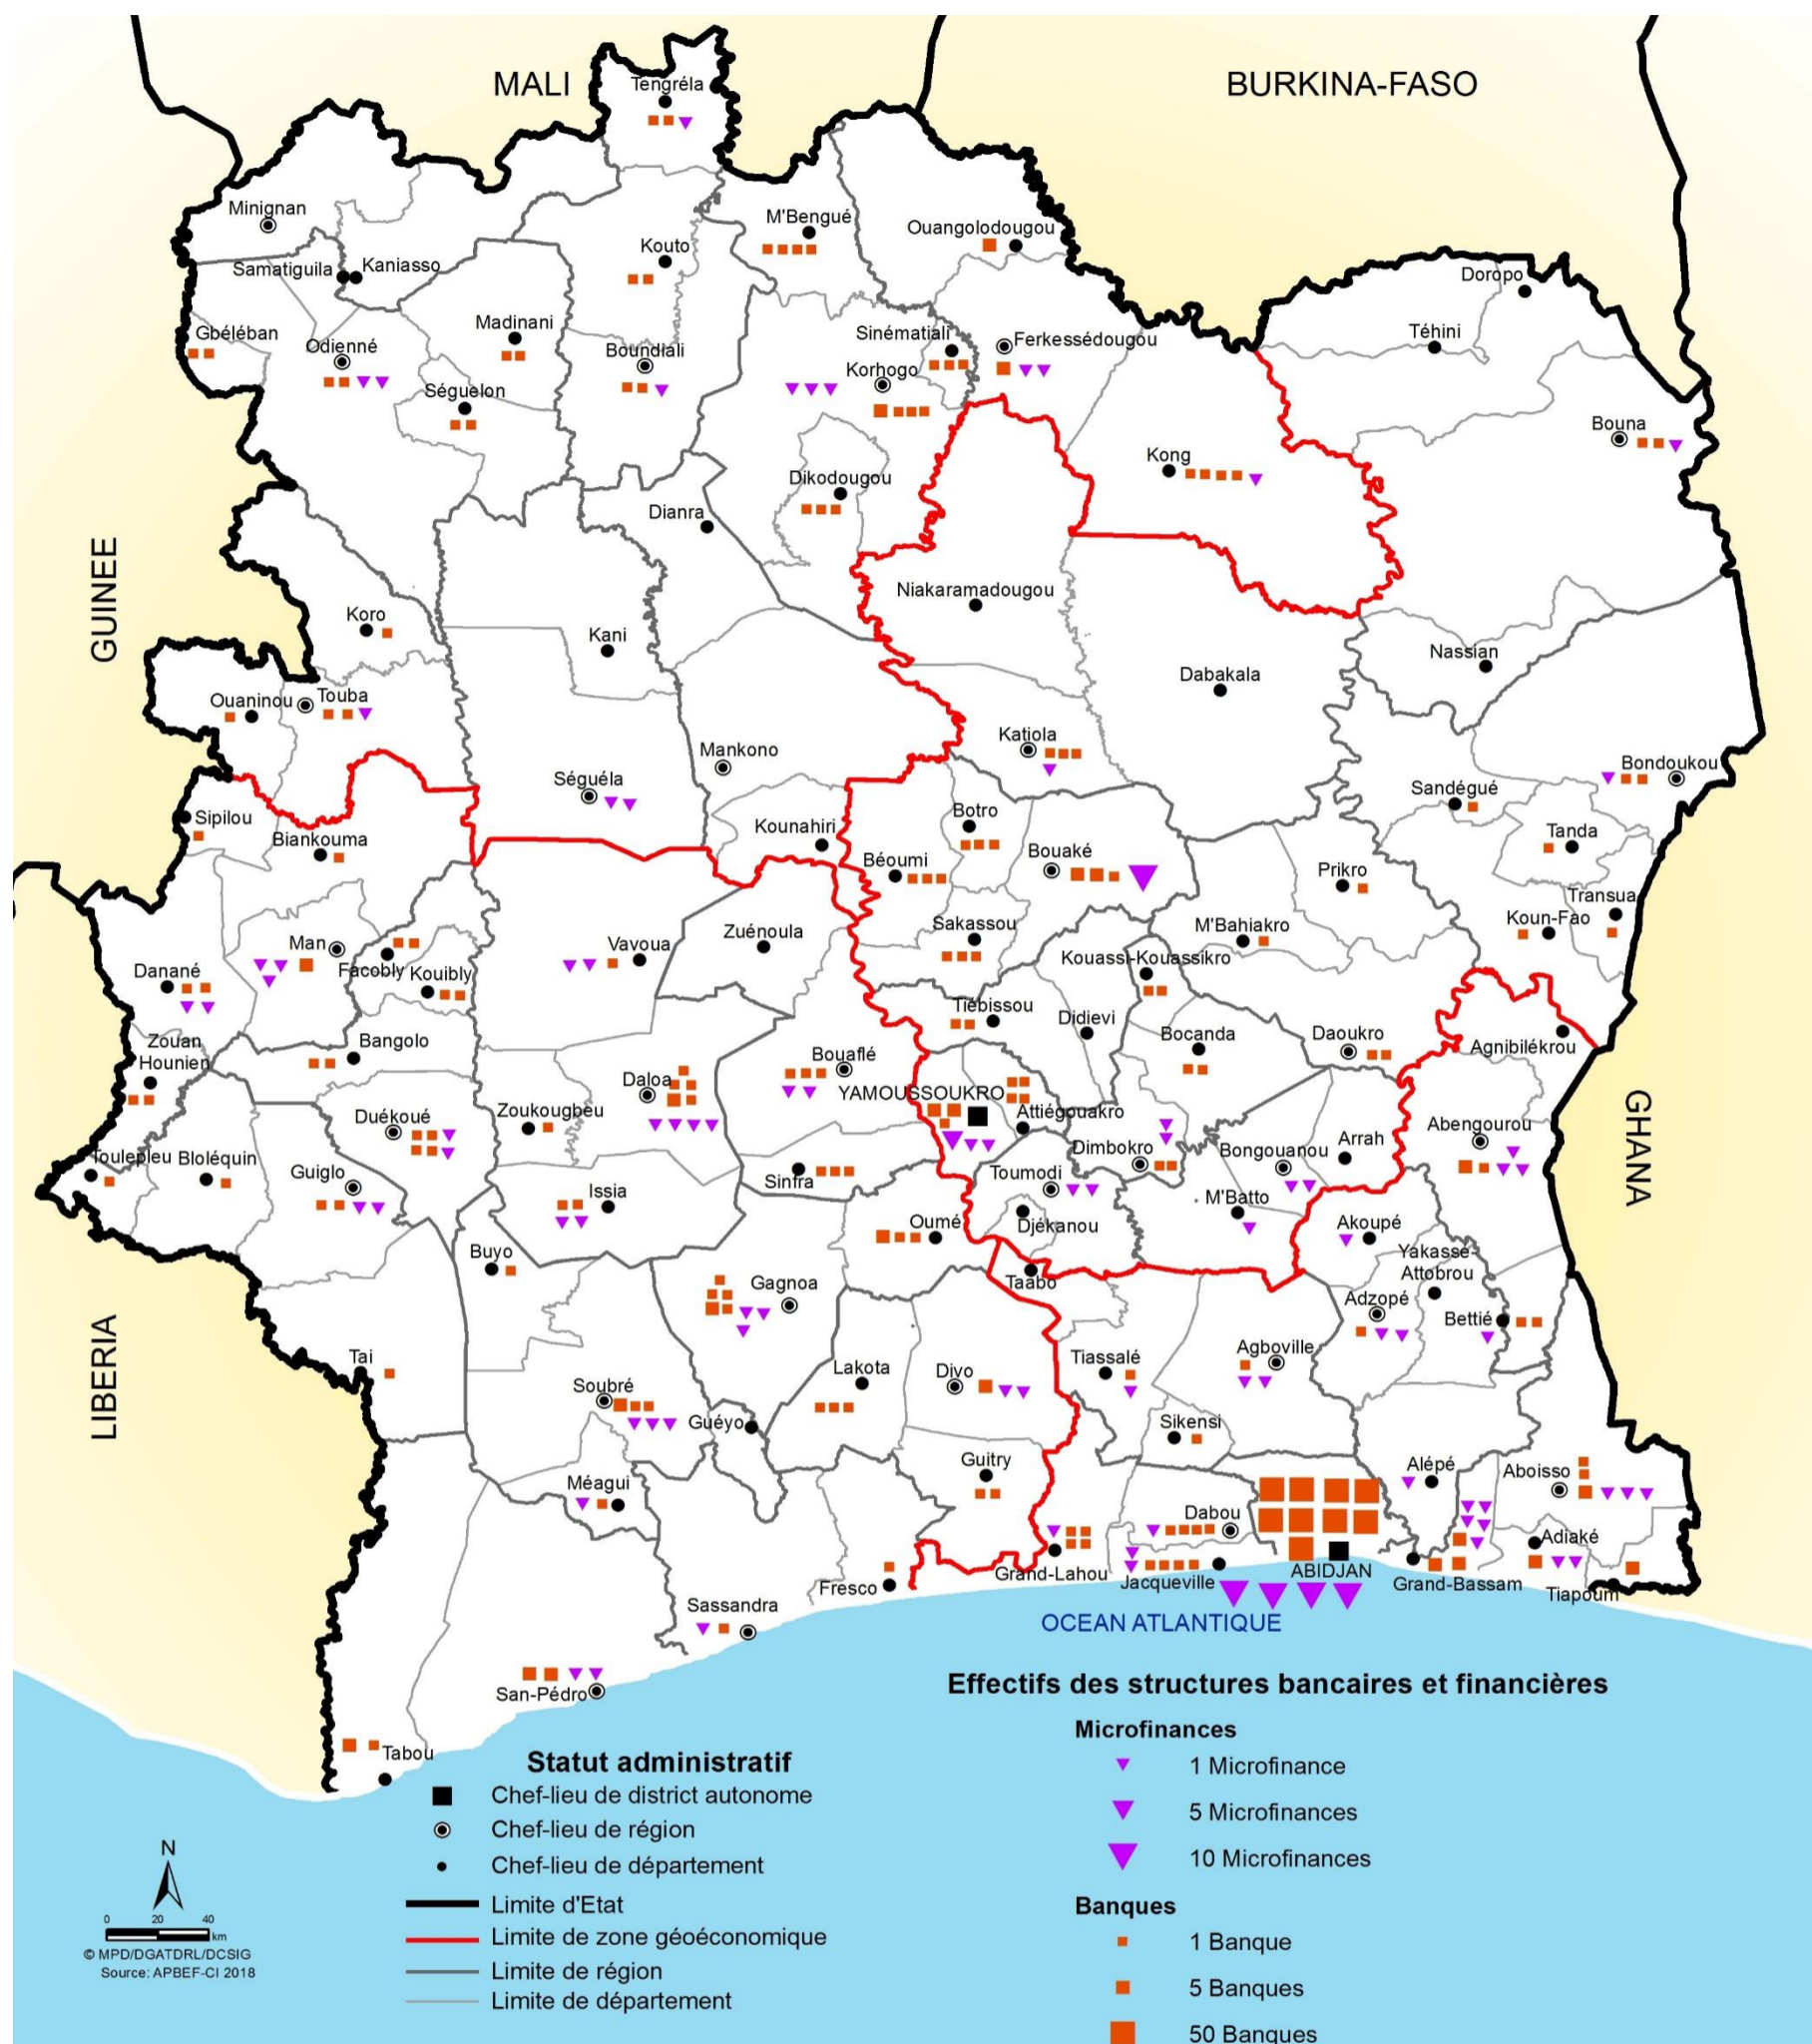 MALI
BURKINA-FASO
Tengréla
Minignan
M'Bengué
Ouangolodougou
Kouto
Samatiguila
Kaniasso
Doropo
Gbéléban
Madinani
Sinématiali
Téhini
Odienné
Boundiali
Ferkessédougou
Korhogo
Séguelon
Bouna
Kong
Dikodougou
Dianra
GUINEE
Niakaramadougou
Koro
Kani
Nassian
Dabakala
Ouaninou
Touba
Katiola
Mankono
Bondoukou
Séguéla
Sandégué
Sipilou
Botro
Kounahiri
Tanda
Biankouma
Béoumi
Bouaké
Prikro
Transua
Koun-Fao
Sakassou
M'Bahiakro
Zuénoula
Man
Vavoua
Kouassi-Kouassikro
Danané
Facobly
Kouibly
Tiébissou
Didievi
Bocanda
Daoukro
Zouan
Hounien
Bangolo
Agnibilékrou
Bouaflé
Daloa
YAMOUSSOUKRO
Attiégouakro
GHANA
Duékoué
Zoukougbeu
Abengourou
Dimbokro
Bongouanou
Arrah
Toulepleu
Bloléquin
Guiglo
Sinfra
Toumodi
Issia
M'Batto
Djékanou
Oumé
Akoupé
Buyo
Yakassé-
Attobrou
Taabo
Gagnoa
Adzopé
Bettié
LIBERIA
Agboville
Tai
Lakota
Divo
Tiassalé
Soubré
Guéyo
Sikensi
Guitry
Alépé
Aboisso
Méagui
Dabou
Adiaké
Grand-Lahou
Jacqueville
ABIDJAN
Grand-Bassam
Tiapoum
Fresco
Sassandra
OCEAN ATLANTIQUE
San-Pédro
Tabou
Effectifs des structures bancaires et financières
Microfinances
1 Microfinance
5 Microfinances
10 Microfinances
Banques
1 Banque
5 Banques
50 Banques
Statut administratif
Chef-lieu de district autonome
Chef-lieu de région
Chef-lieu de département
Limite d'Etat
Limite de zone géoéconomique
Limite de région
Limite de département
N
0 20 40
km
© MPD/DGATDRL/DCSIG
Source: APBEF-CI 2018